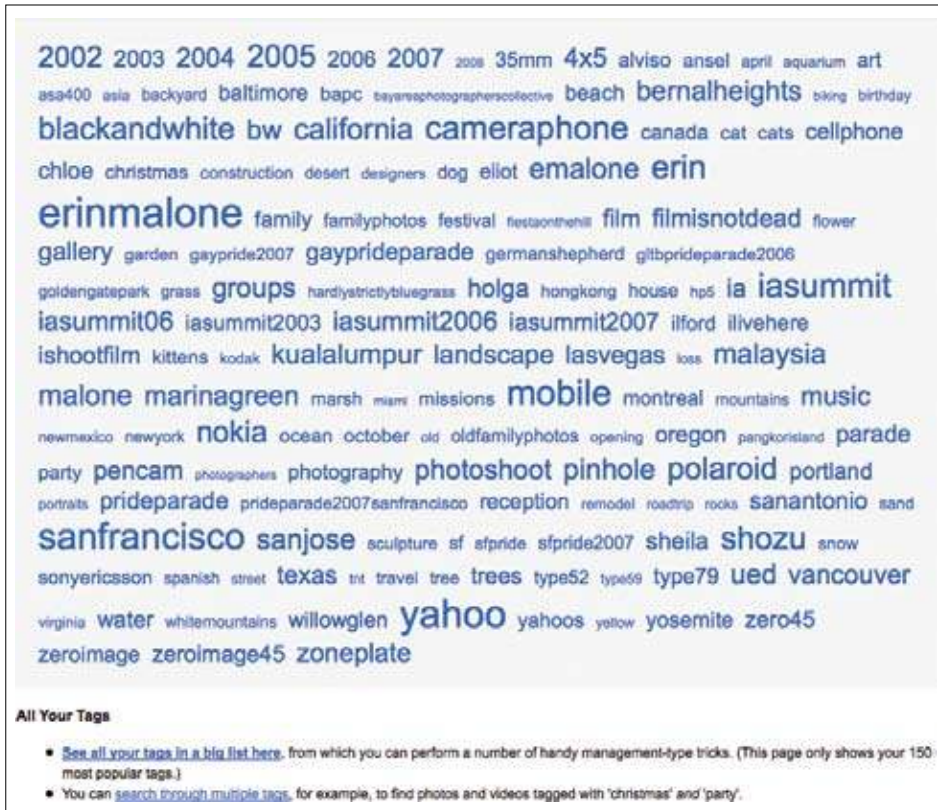 2002 2003 2004 2005 2006 2007 2008 35mm 4x5 alviso ansel april aquarium art
asa400 asia backyard baltimore bapc bayareaphotographerscollective beach bernalheights biking birthday
blackandwhite bw california cameraphone canada cat cats cellphone
chloe christmas construction desert designers dog eliot emalone erin
erinmalone family familyphotos festival fiestaonthehill film filmisnotdead flower
gallery garden gaypride2007 gayprideparade germanshepherd gltbprideparade2006
goldengatepark grass groups hardlystrictlybluegrass holga hongkong house hp5 ia iasummit
iasummit06 iasummit2003 iasummit2006 iasummit2007 ilford ilivehere
ishootfilm kittens kodak kualalumpur landscape lasvegas loss malaysia
malone marinagreen marsh miami missions mobile montreal mountains music
newmexico newyork nokia ocean october old oldfamilyphotos opening oregon pangkorisland parade
party pencam photographers photography photoshoot pinhole polaroid portland
portraits prideparade prideparade2007sanfrancisco reception remodel roadtrip rocks sanantonio sand
sanfrancisco sanjose sculpture sf sfpride sfpride2007 sheila shozu snow
sonyericsson spanish street texas tnt travel tree trees type52 type59 type79 ued vancouver
virginia water whitemountains willowglen yahoo yahoos yellow yosemite zero45
zeroimage zeroimage45 zoneplate
All Your Tags
• See all your tags in a big list here, from which you can perform a number of handy management-type tricks. (This page only shows your 150
most popular tags.)
• You can search through multiple tags, for example, to find photos and videos tagged with 'christmas' and 'party'.